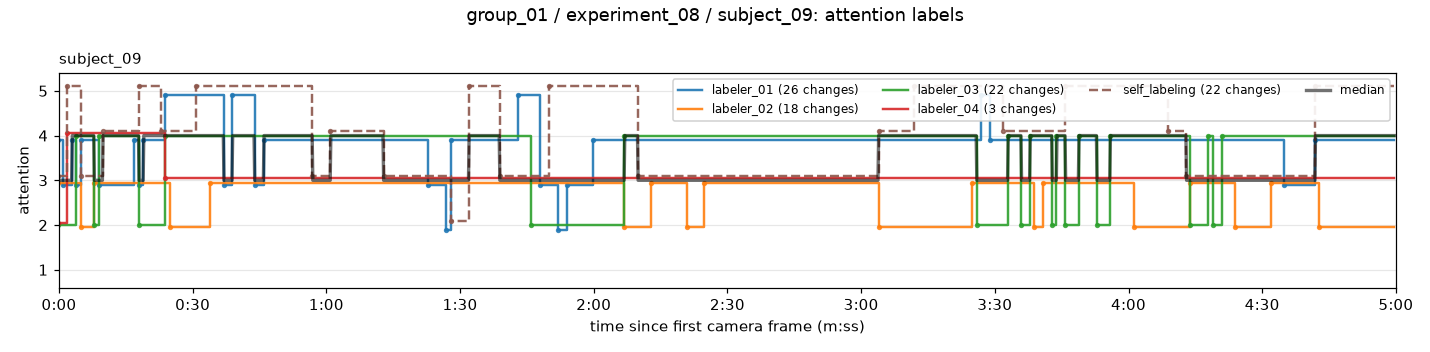 group_01 / experiment_08 / subject_09: attention labels
subject_09
labeler_01 (26 changes)
labeler_02 (18 changes)
labeler_03 (22 changes)
labeler_04 (3 changes)
self_labeling (22 changes)
median
attention
5
4
3
2
1
0:00 0:30 1:00 1:30 2:00 2:30 3:00 3:30 4:00 4:30 5:00
time since first camera frame (m:ss)